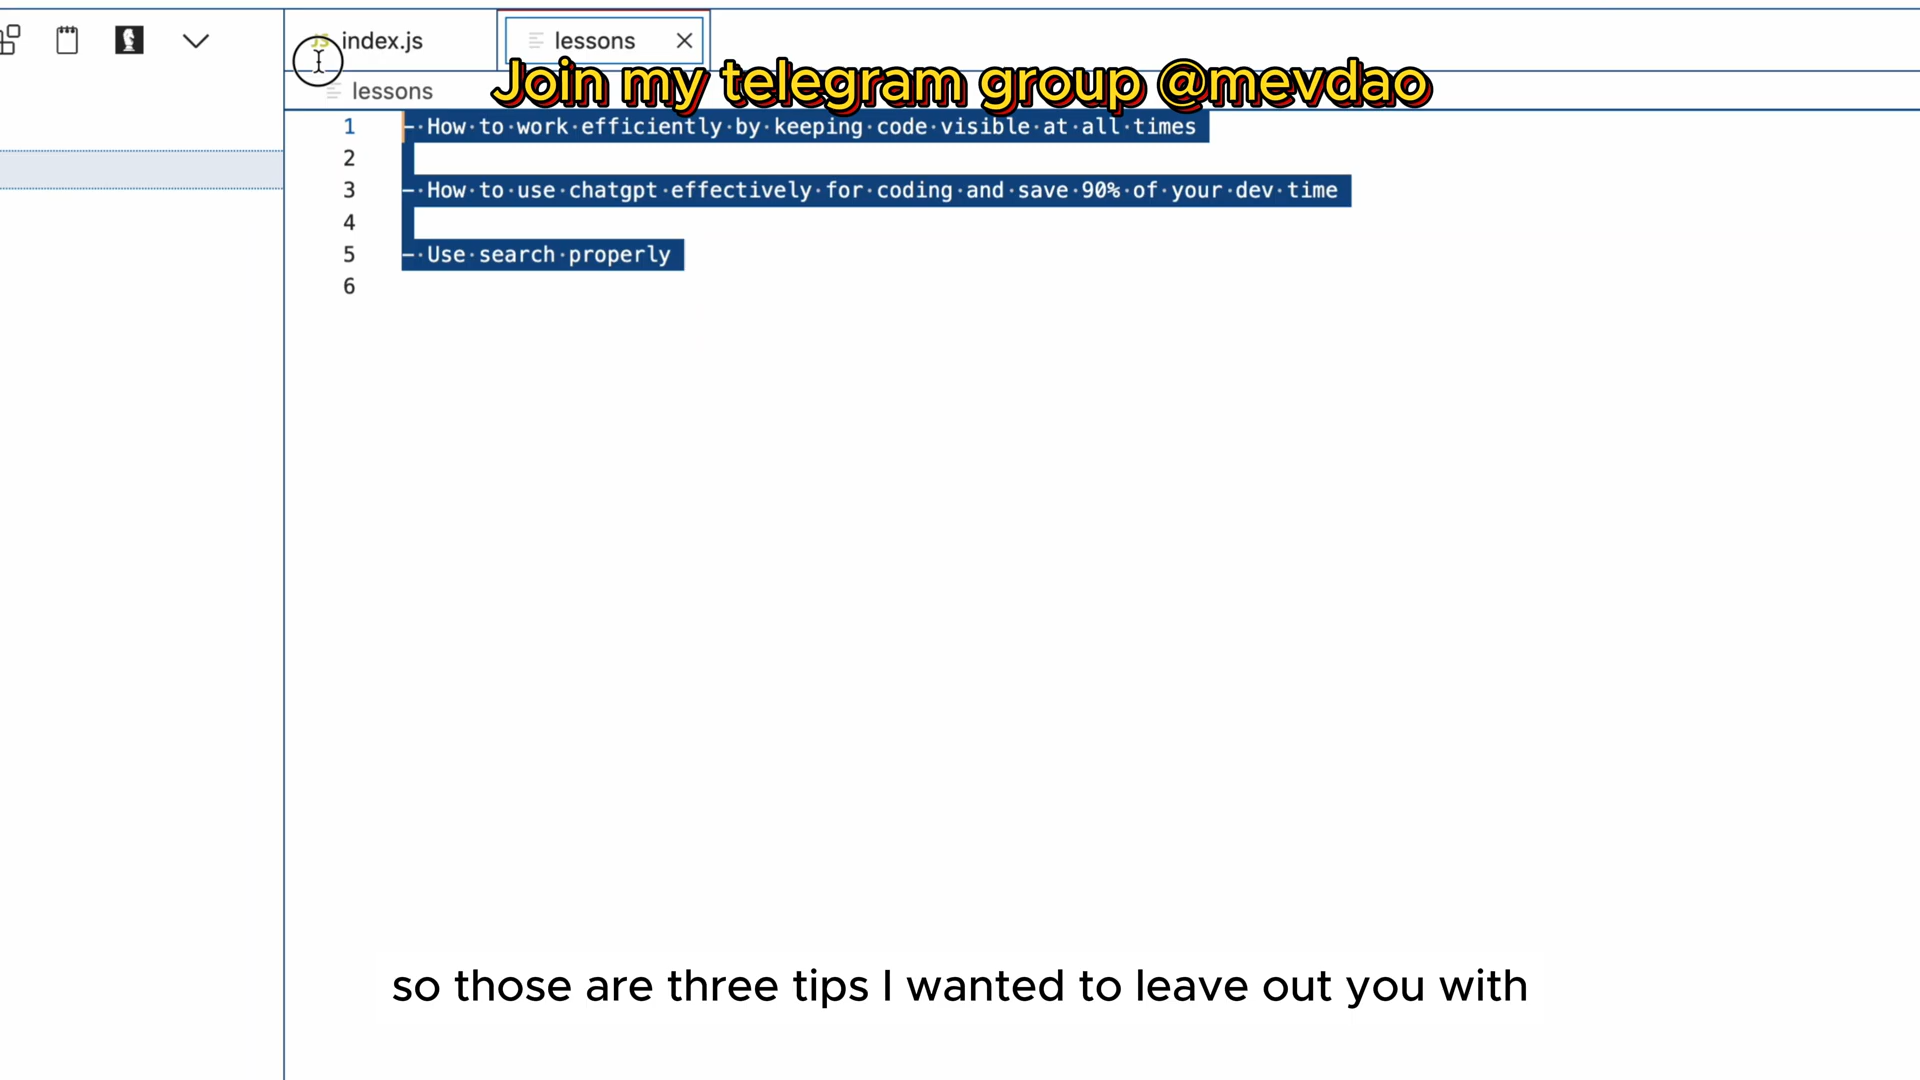 JS index.js
lessons
Join my telegram group @mevdao
lessons
1 - How to work efficiently by keeping code visible at all times
2
3 - How to use chatgpt effectively for coding and save 90% of your dev time
4
5 - Use search properly
6
so those are three tips I wanted to leave out you with